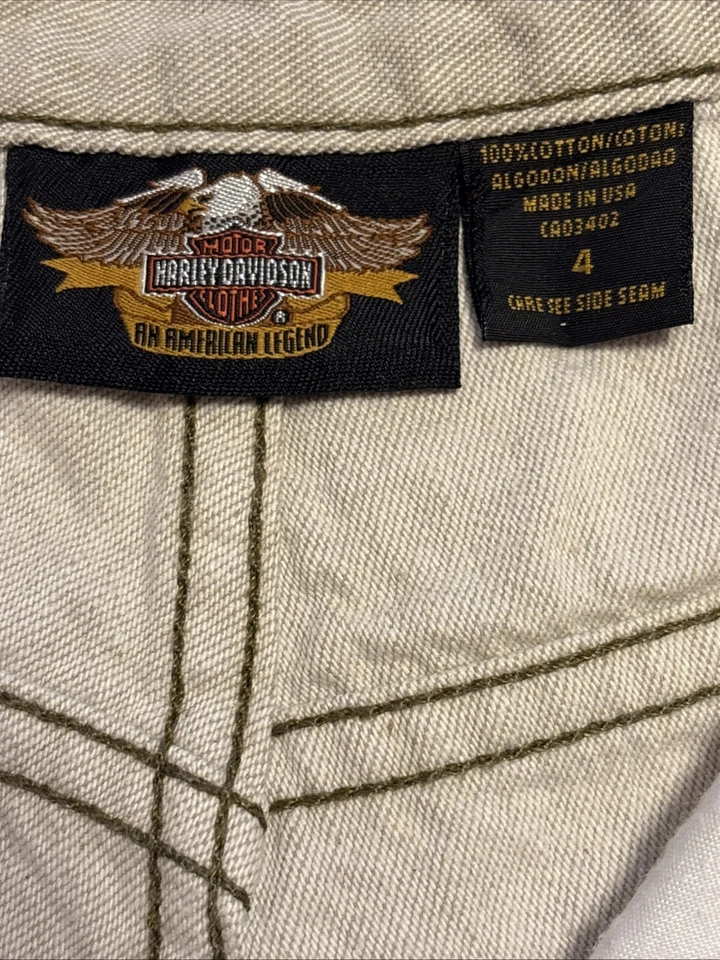 MOTOR
HARLEY-DAVIDSON
CLOTHES
®
AN AMERICAN LEGEND
100% COTTON/COTON/
ALGODON/ALGODAO
MADE IN USA
CA03402
4
CARE SEE SIDE SEAM